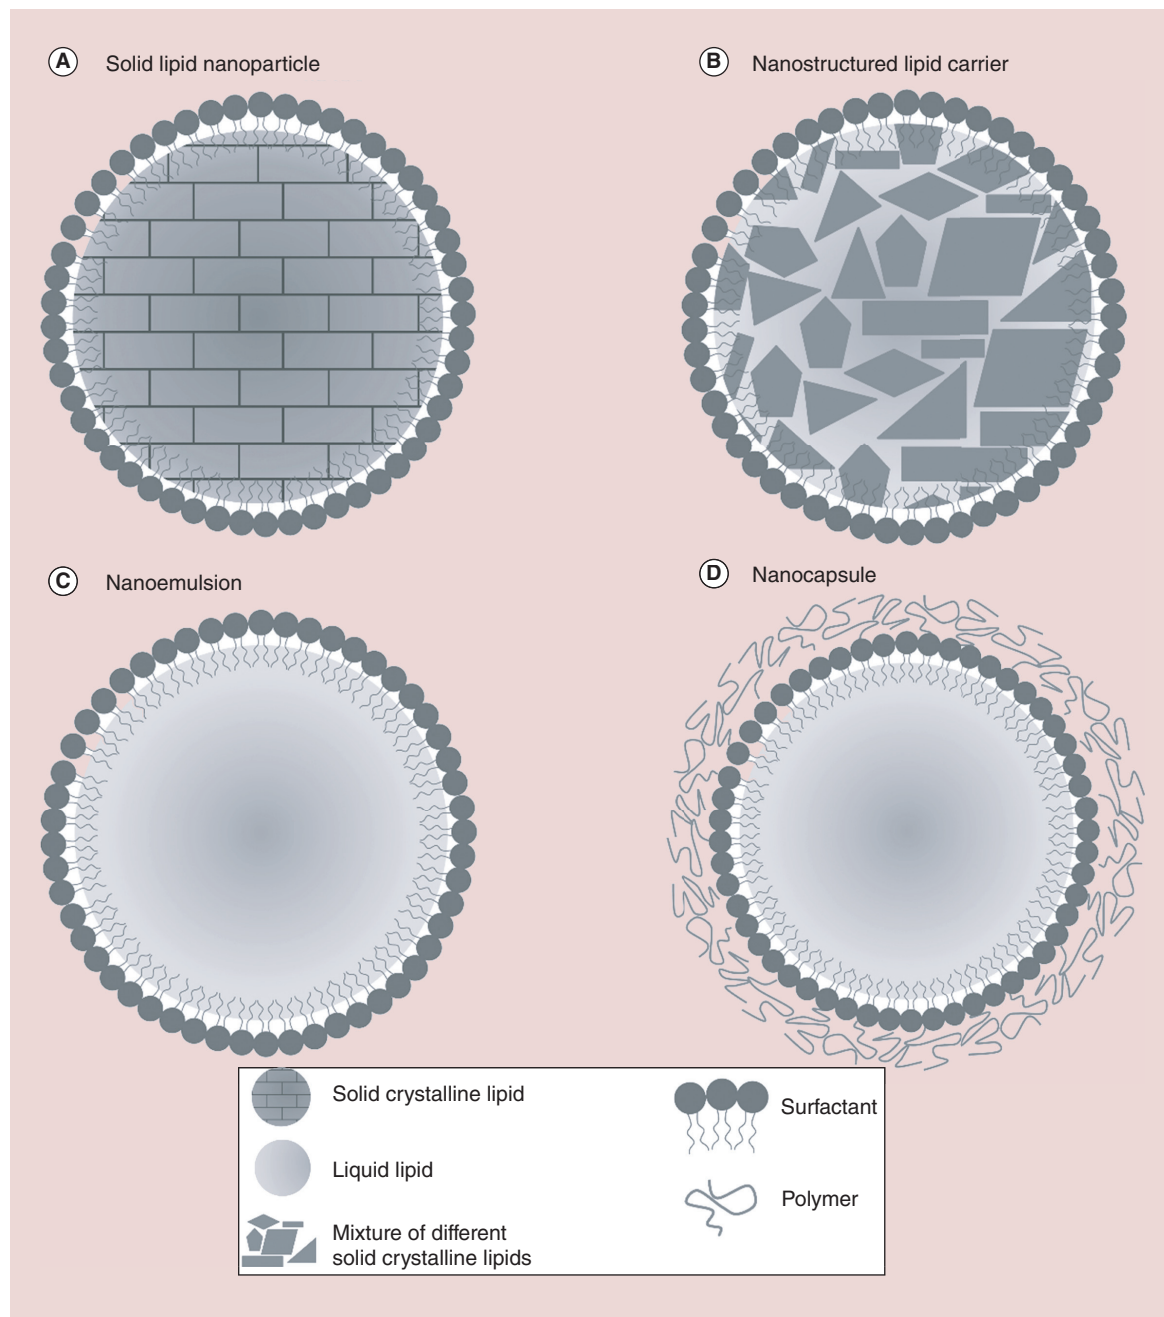 A Solid lipid nanoparticle
B Nanostructured lipid carrier
C Nanoemulsion
D Nanocapsule
Solid crystalline lipid
Liquid lipid
Mixture of different
solid crystalline lipids
Surfactant
Polymer